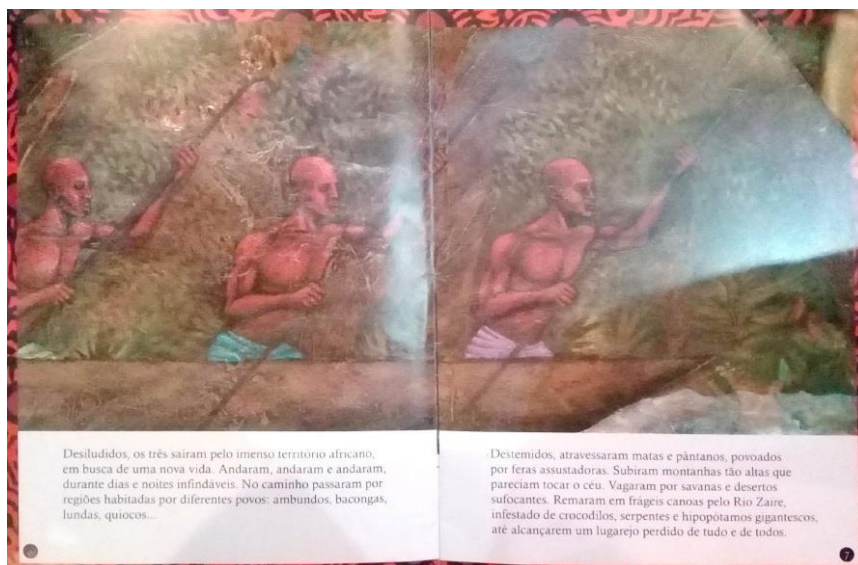 Desiludidos, os três saíram pelo imenso território africano,
em busca de uma nova vida. Andaram, andaram e andaram,
durante dias e noites infindáveis. No caminho passaram por
regiões habitadas por diferentes povos: ambundos, bacongas,
lundas, quiocos...
Destemidos, atravessaram matas e pântanos, povoados
por feras assustadoras. Subiram montanhas tão altas que
pareciam tocar o céu. Vagaram por savanas e desertos
sufocantes. Remaram em frágeis canoas pelo Rio Zaire,
infestado de crocodilos, serpentes e hipopótamos gigantescos,
até alcançarem um lugarejo perdido de tudo e de todos.
7